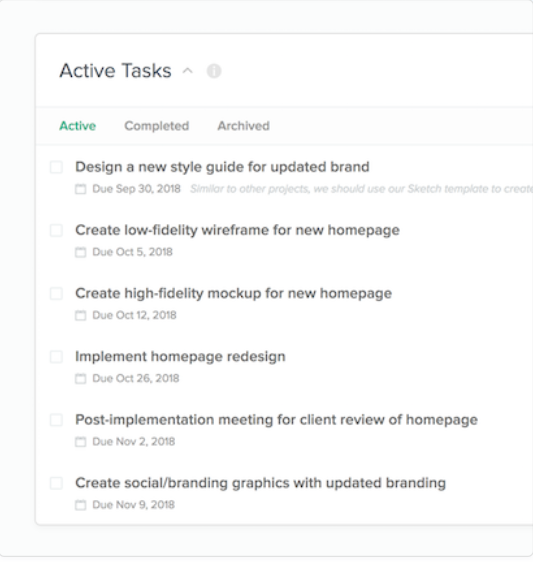 Active Tasks
Active Completed Archived
Design a new style guide for updated brand
Due Sep 30, 2018 Similar to other projects, we should use our Sketch template to create
Create low-fidelity wireframe for new homepage
Due Oct 5, 2018
Create high-fidelity mockup for new homepage
Due Oct 12, 2018
Implement homepage redesign
Due Oct 26, 2018
Post-implementation meeting for client review of homepage
Due Nov 2, 2018
Create social/branding graphics with updated branding
Due Nov 9, 2018